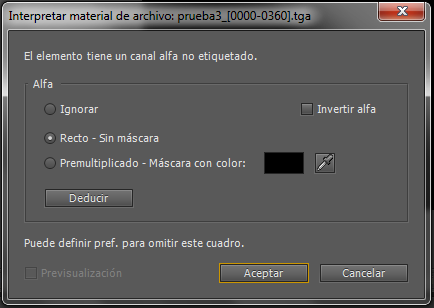 Interpretar material de archivo: prueba3_[0000-0360].tga
El elemento tiene un canal alfa no etiquetado.
Alfa
Ignorar
Invertir alfa
Recto - Sin máscara
Premultiplicado - Máscara con color:
Deducir
Puede definir pref. para omitir este cuadro.
Previsualización
Aceptar
Cancelar